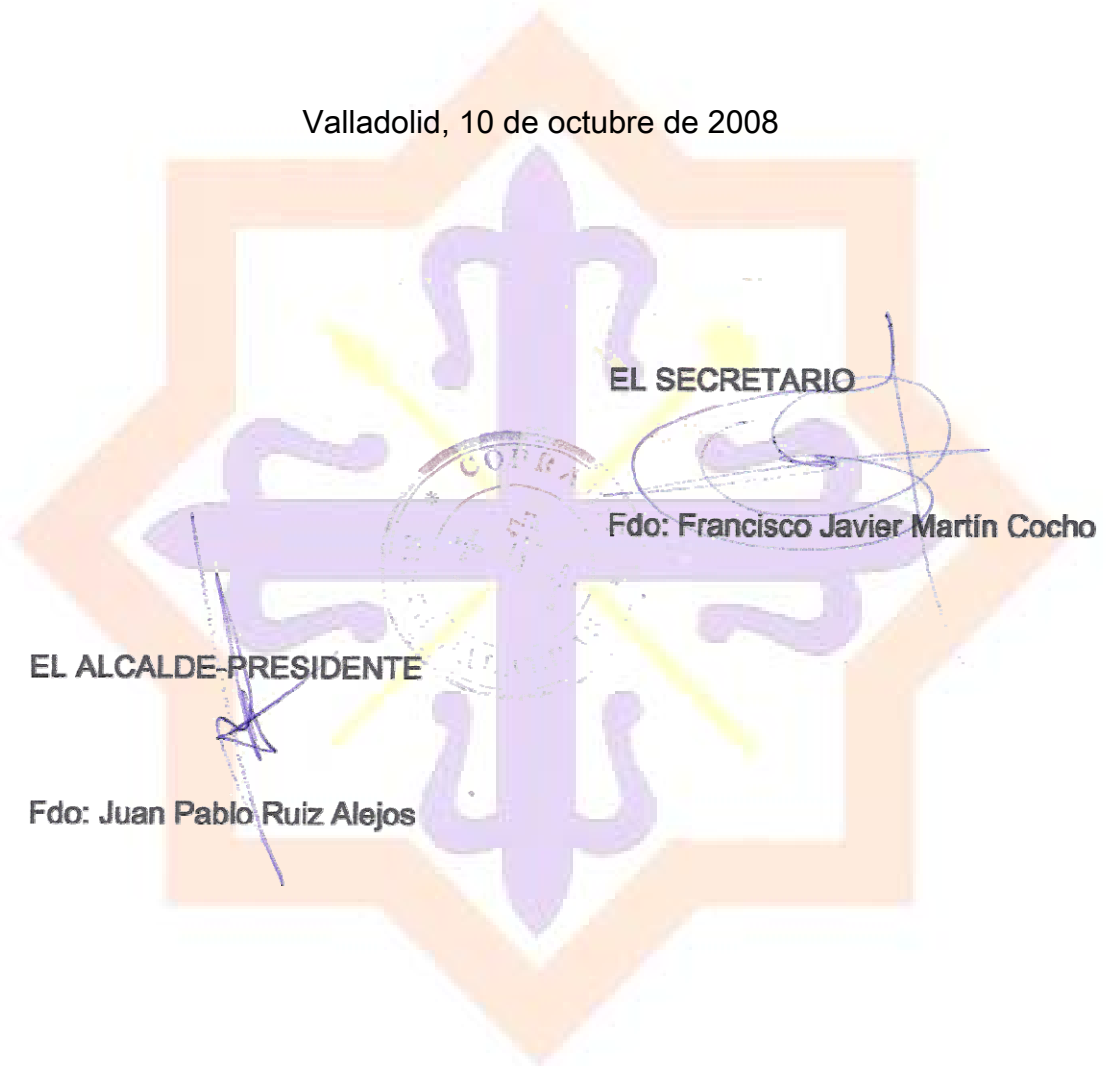 Valladolid, 10 de octubre de 2008
EL SECRETARIO
Fdo: Francisco Javier Martín Cocho
EL ALCALDE-PRESIDENTE
Fdo: Juan Pablo Ruiz Alejos